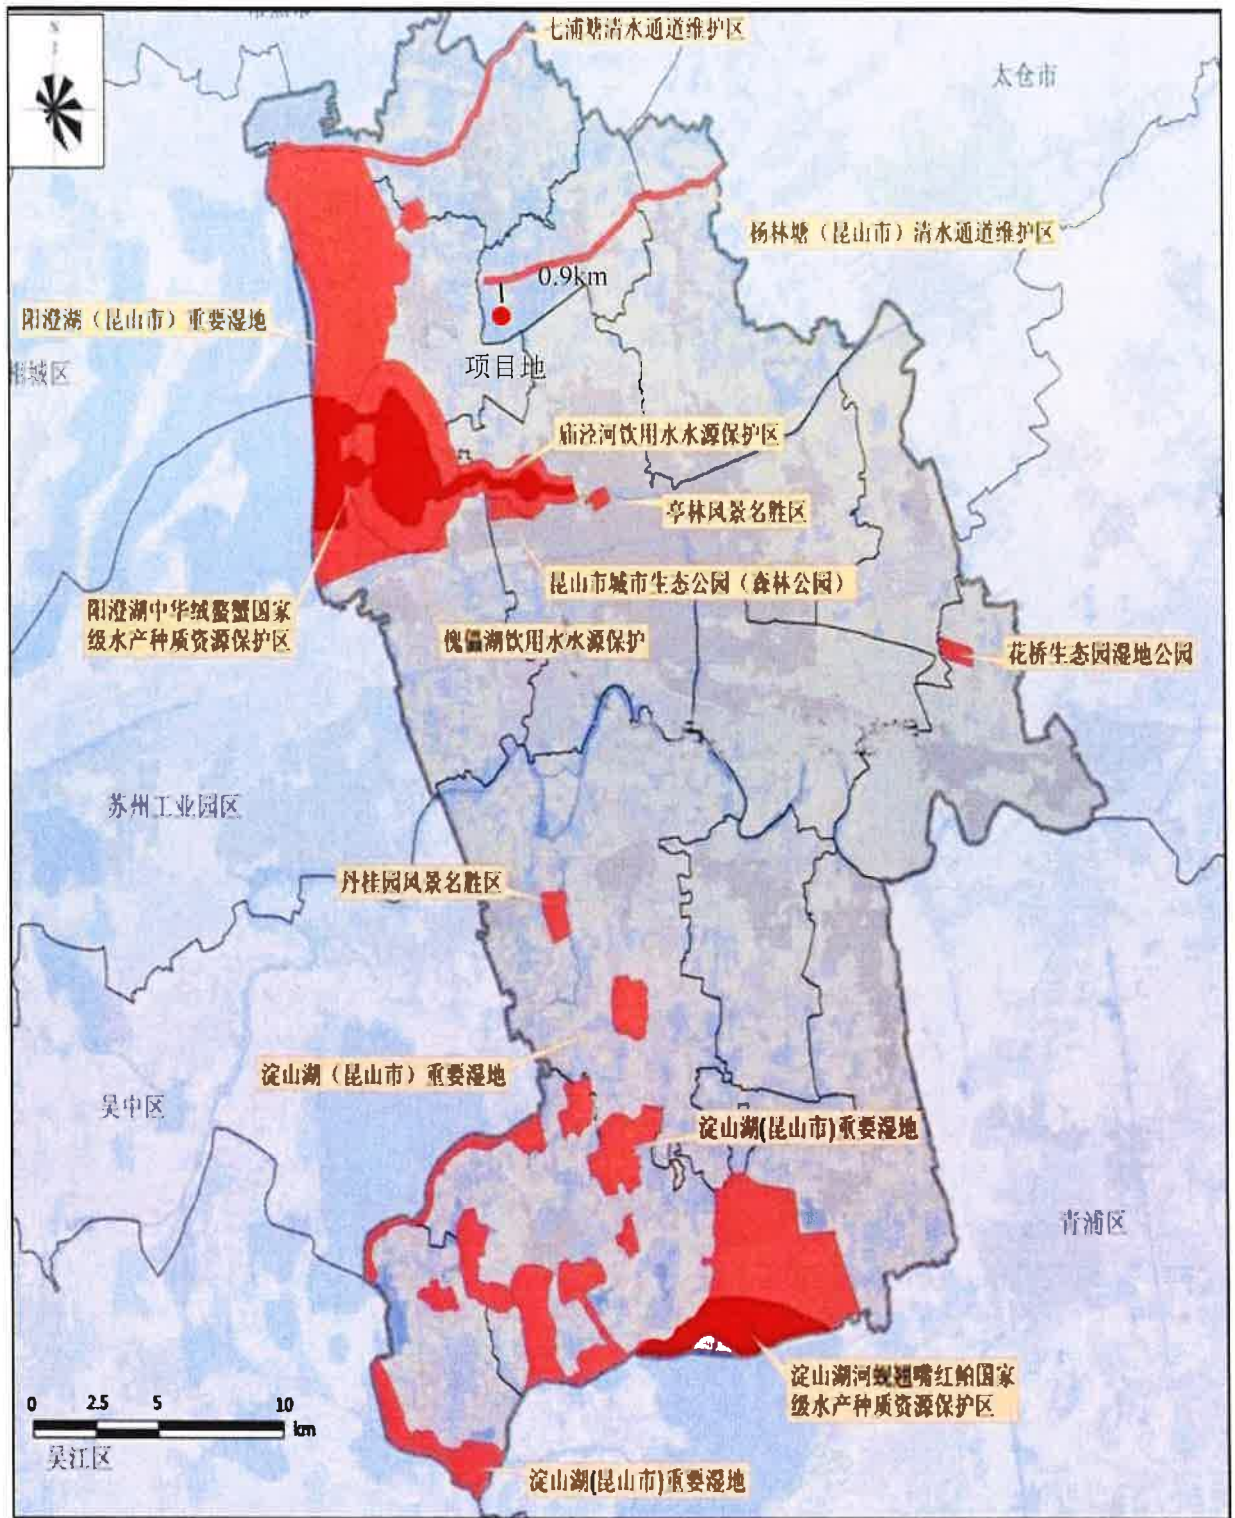 七浦塘清水通道维护区
太仓市
杨林塘（昆山市）清水通道维护区
0.9km
阳澄湖（昆山市）重要湿地
项目地
相城区
庙泾河饮用水水源保护区
亭林风景名胜区
昆山市城市生态公园（森林公园）
阳澄湖中华绒螯蟹国家
级水产种质资源保护区
傀儡湖饮用水水源保护
花桥生态园湿地公园
苏州工业园区
丹桂园风景名胜区
淀山湖（昆山市）重要湿地
吴中区
淀山湖(昆山市)重要湿地
青浦区
淀山湖河蚬翘嘴红鲌国家
级水产种质资源保护区
0 2.5 5 10
km
吴江区
淀山湖(昆山市)重要湿地